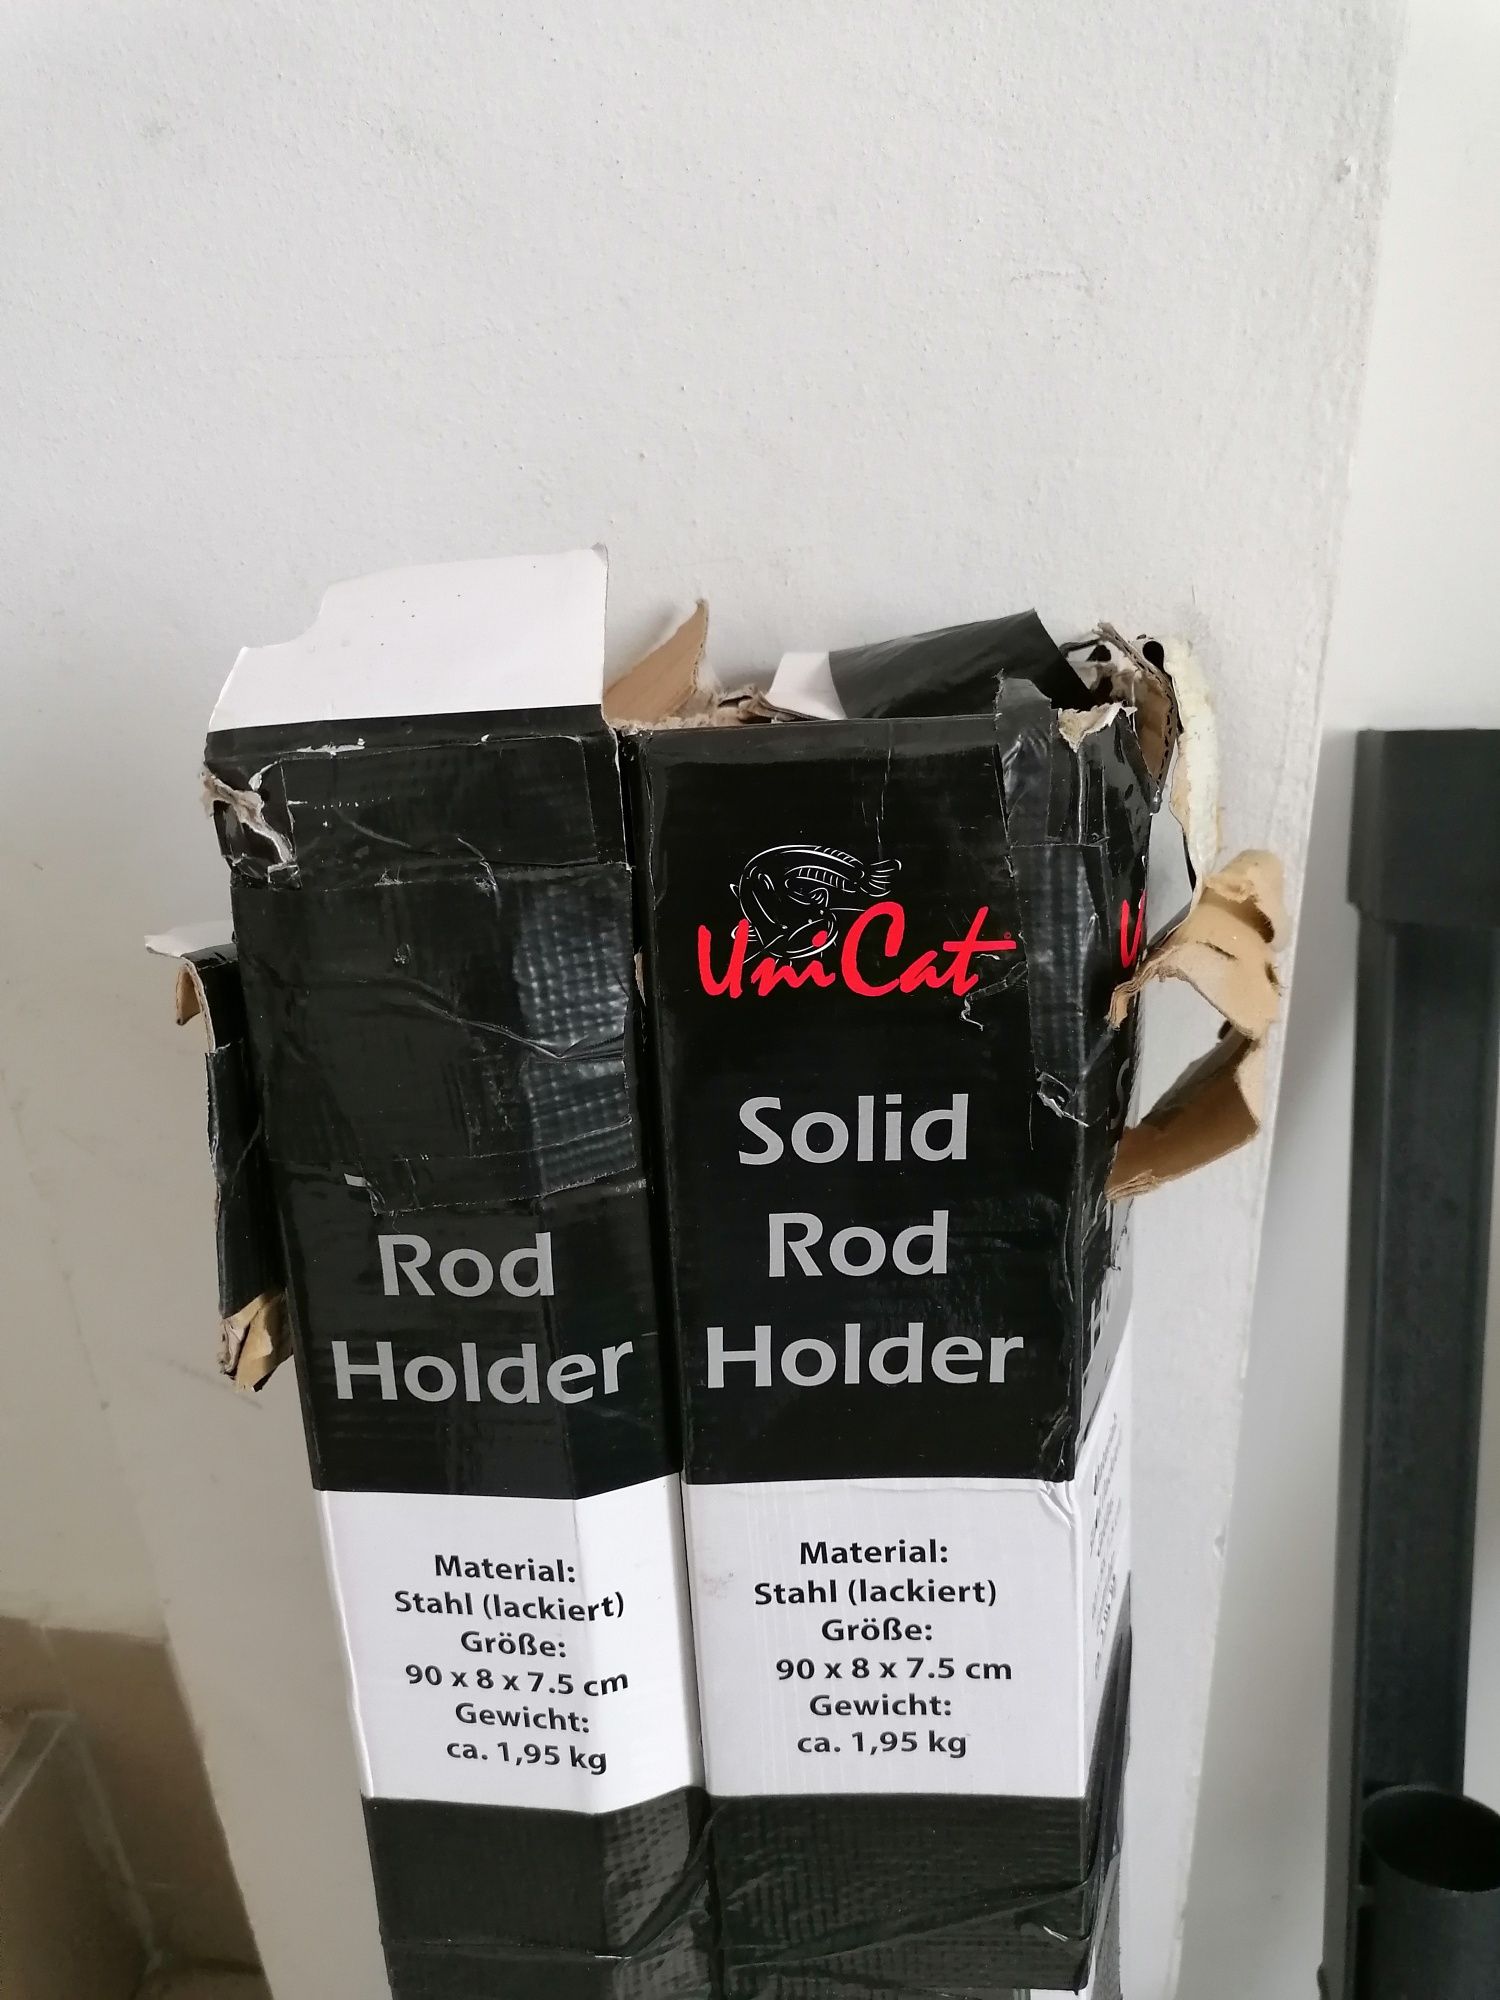 Rod
Holder
Material:
Stahl (lackiert)
Größe:
90 x 8 x 7.5 cm
Gewicht:
ca. 1,95 kg
UniCat
Solid
Rod
Holder
Material:
Stahl (lackiert)
Größe:
90 x 8 x 7.5 cm
Gewicht:
ca. 1,95 kg